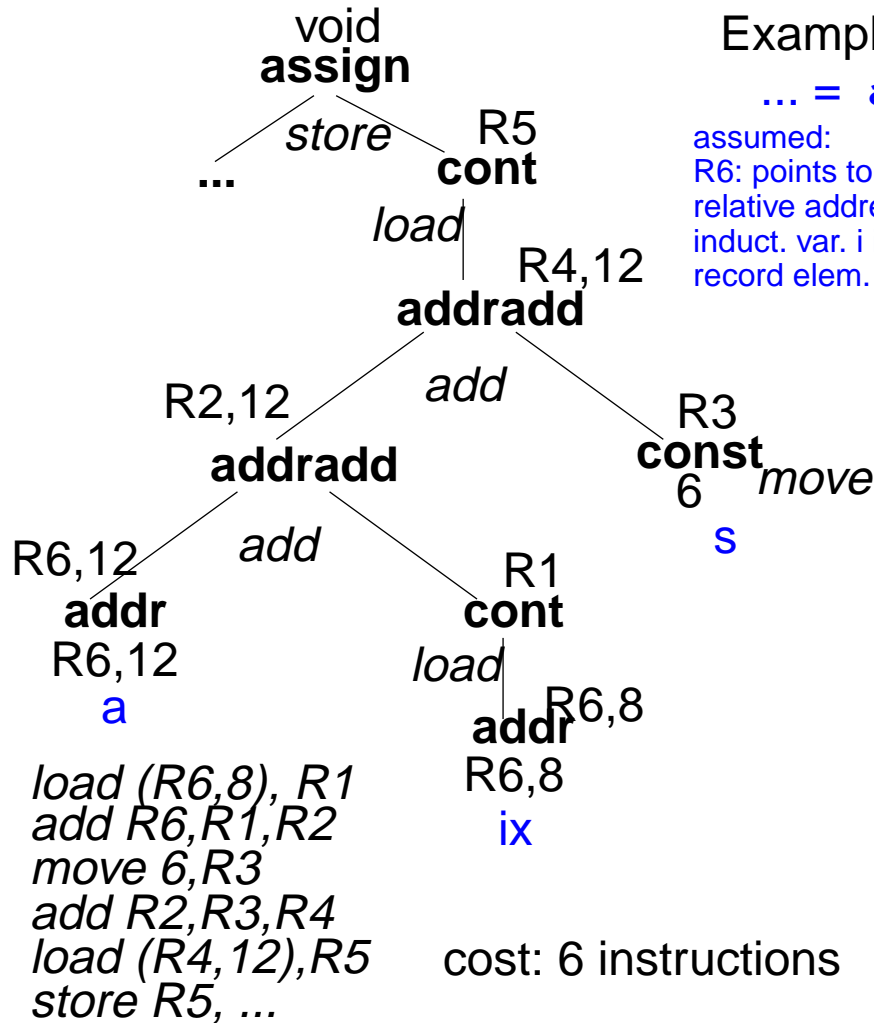 void
assign
Exampl
... =
store
R5
assumed:
...
cont
R6: points to
load
relative addre
induct. var. i
R4,12
record elem.
addradd
R2,12
add
R3
addradd
const
6
move
s
R6,12
add
R1
addr
cont
R6,12
load
a
R6,8
addr
R6,8
ix
load (R6,8), R1
add R6,R1,R2
move 6,R3
add R2,R3,R4
load (R4,12),R5
cost: 6 instructions
store R5, ...